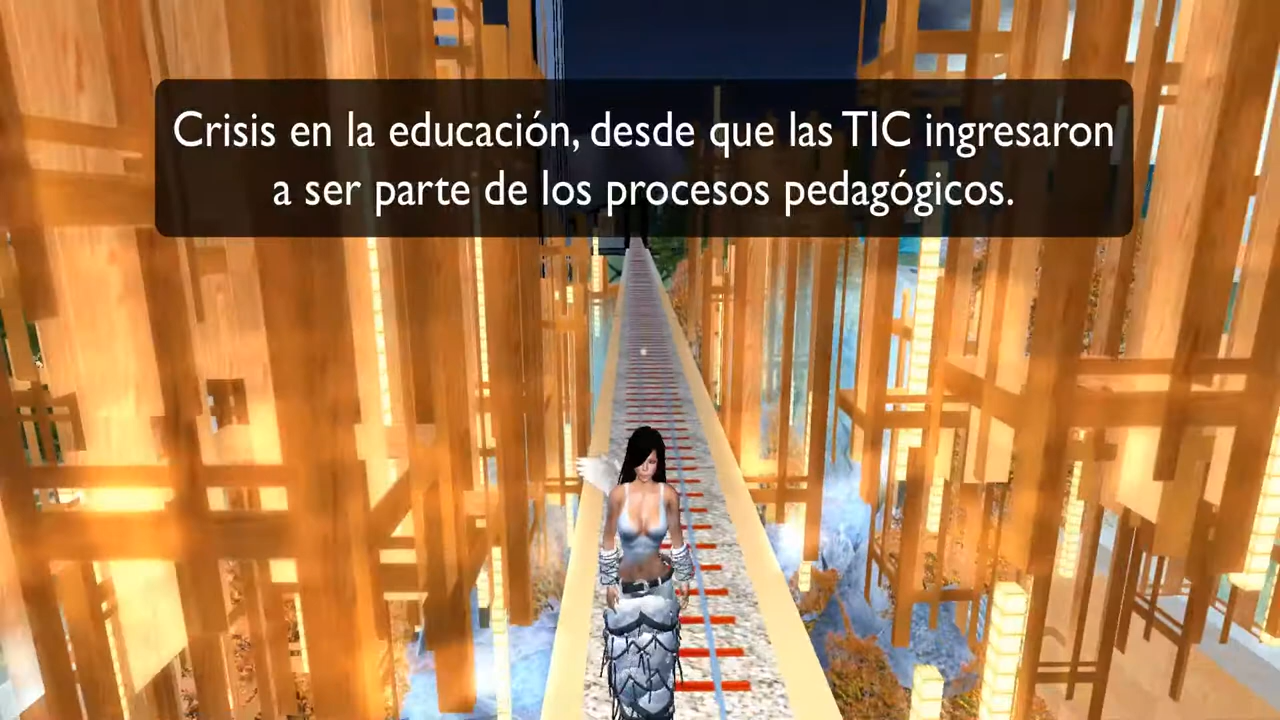 Crisis en la educación, desde que las TIC ingresaron
a ser parte de los procesos pedagógicos.